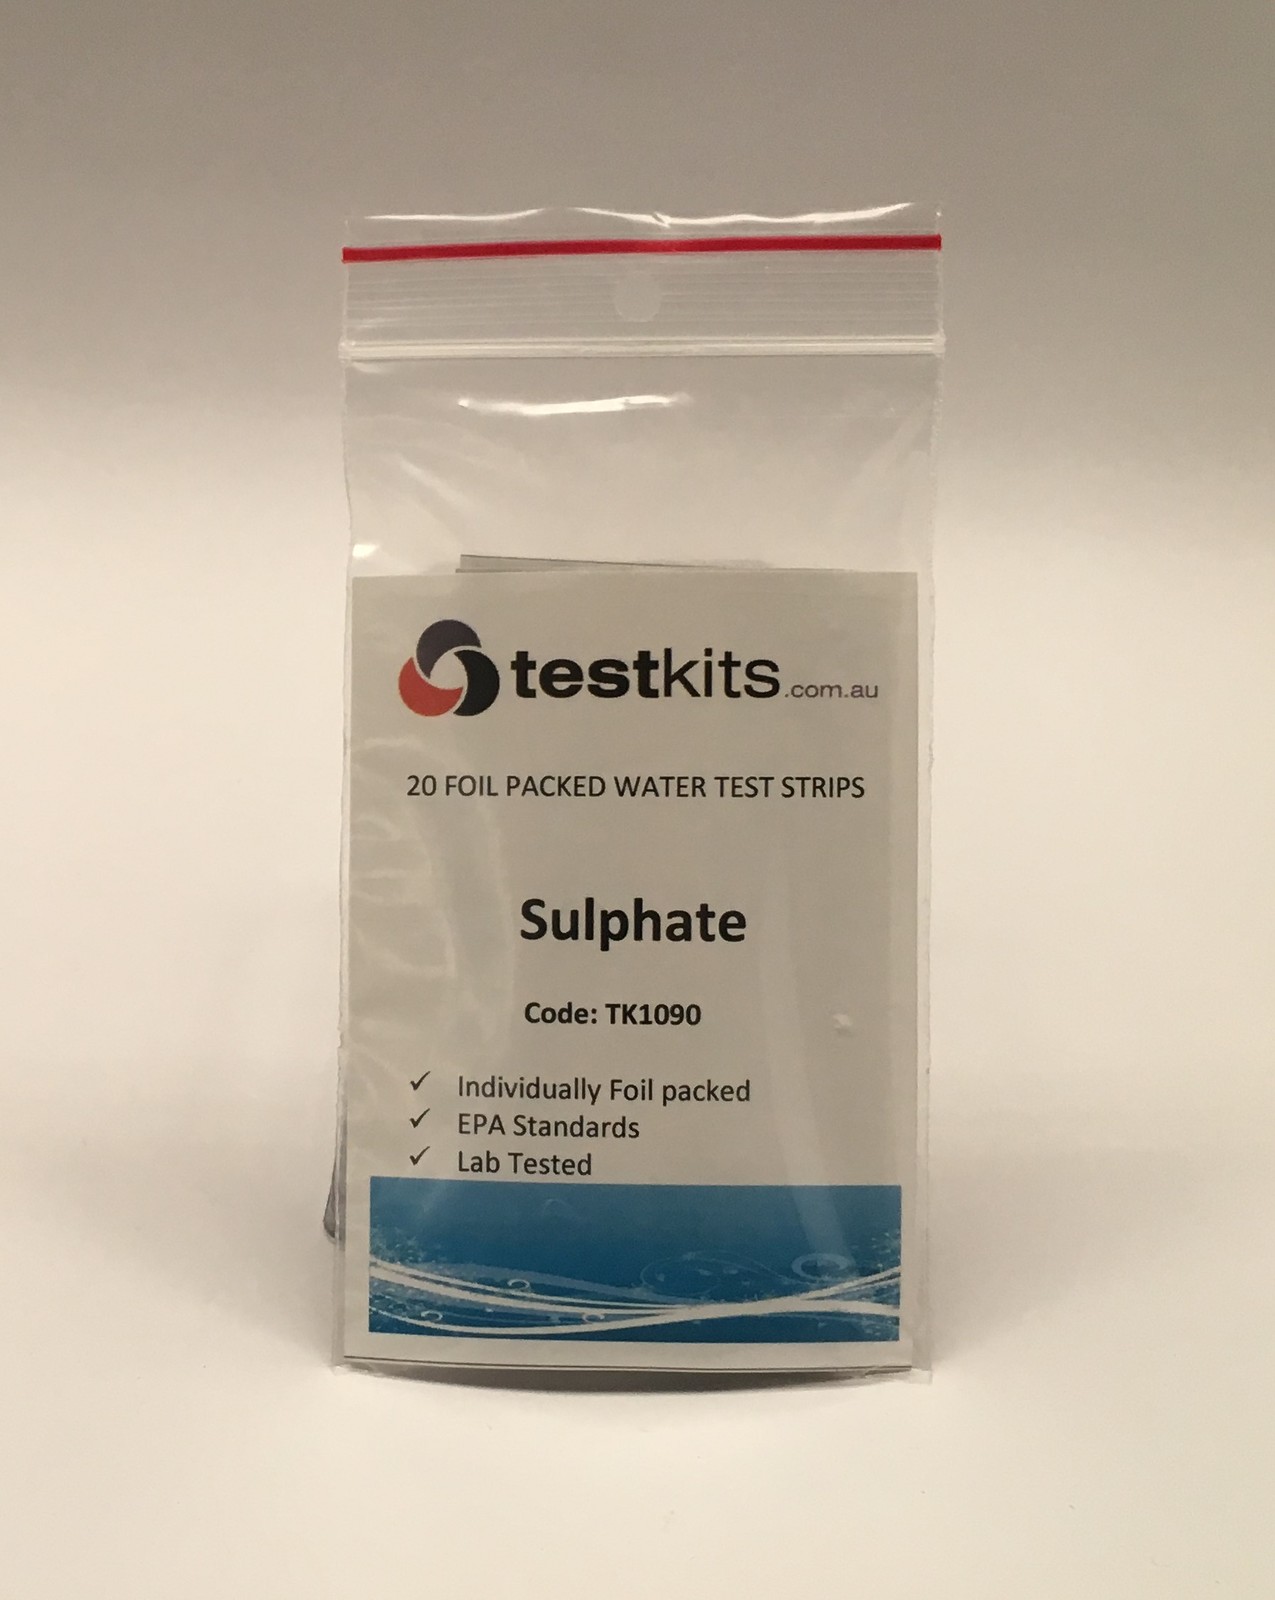 testkits.com.au
20 FOIL PACKED WATER TEST STRIPS
Sulphate
Code: TK1090
✓ Individually Foil packed
✓ EPA Standards
✓ Lab Tested